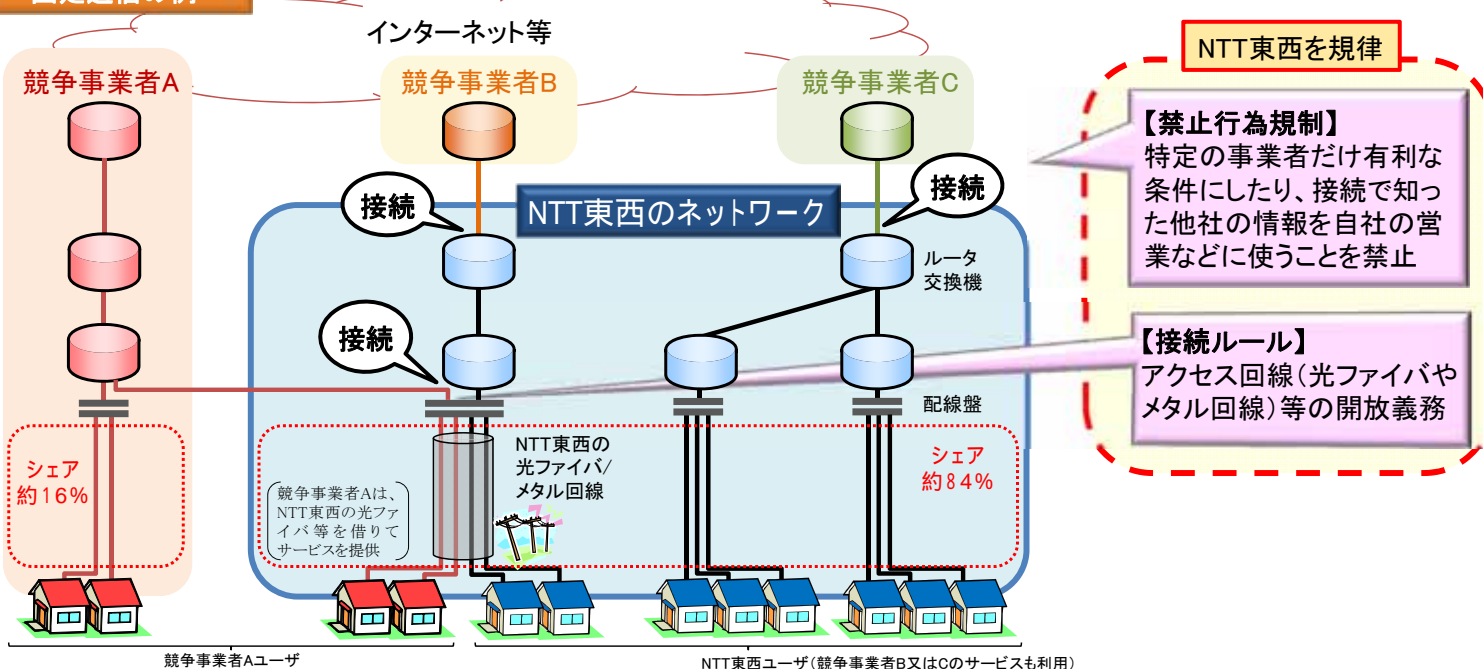 インターネット等
競争事業者A
競争事業者B
競争事業者C
NTT東西を規律
【禁止行為規制】
特定の事業者だけ有利な
条件にしたり、接続で知っ
た他社の情報を自社の営
業などに使うことを禁止
接続
接続
NTT東西のネットワーク
ルータ
交換機
接続
【接続ルール】
アクセス回線(光ファイバや
メタル回線)等の開放義務
配線盤
シェア
約16%
NTT東西の
光ファイバ/
メタル回線
シェア
約84%
競争事業者Aは、
NTT東西の光ファ
イバ等を借りて
サービスを提供
競争事業者Aユーザ
NTT東西ユーザ(競争事業者B又はCのサービスも利用)